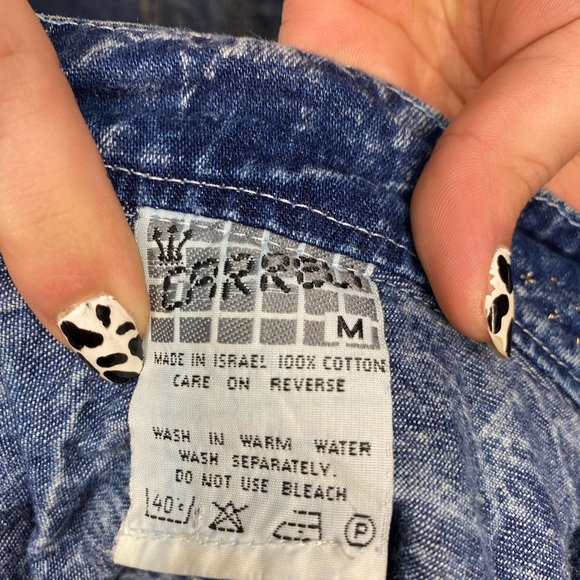 CARRELI
M
MADE IN ISRAEL 100% COTTON
CARE ON REVERSE
WASH IN WARM WATER
WASH SEPARATELY.
DO NOT USE BLEACH
40°c
P